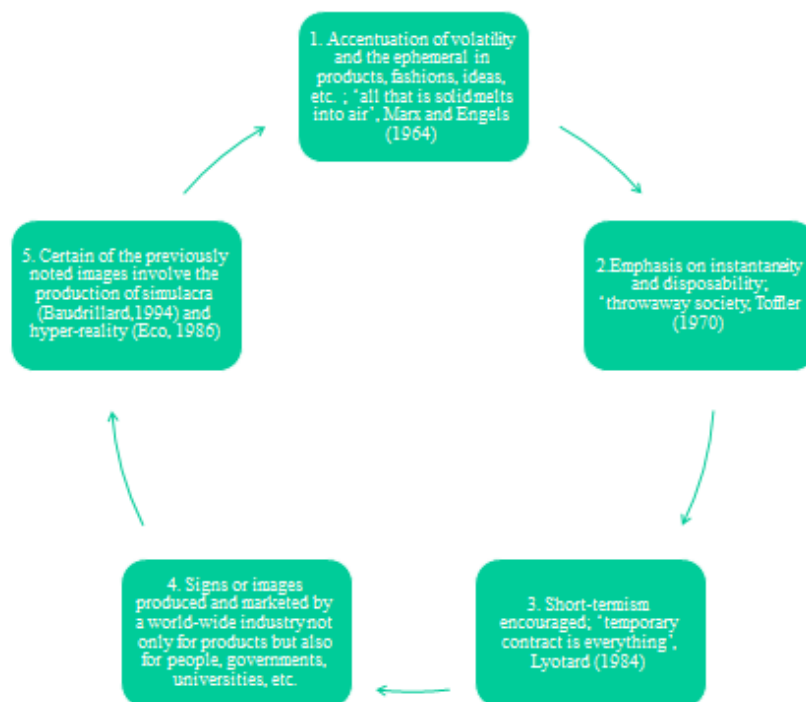 1. Accentuation of volatility
and the ephemeral in
products, fashions, ideas,
etc. ; ‘all that is solid melts
into air’, Marx and Engels
(1964)
2.Emphasis on instantaneity
and disposability;
‘throwaway society, Toffler
(1970)
3. Short-termism
encouraged; ‘temporary
contract is everything’,
Lyotard (1984)
4. Signs or images
produced and marketed by
a world-wide industry not
only for products but also
for people, governments,
universities, etc.
5. Certain of the previously
noted images involve the
production of simulacra
(Baudrillard,1994) and
hyper-reality (Eco, 1986)